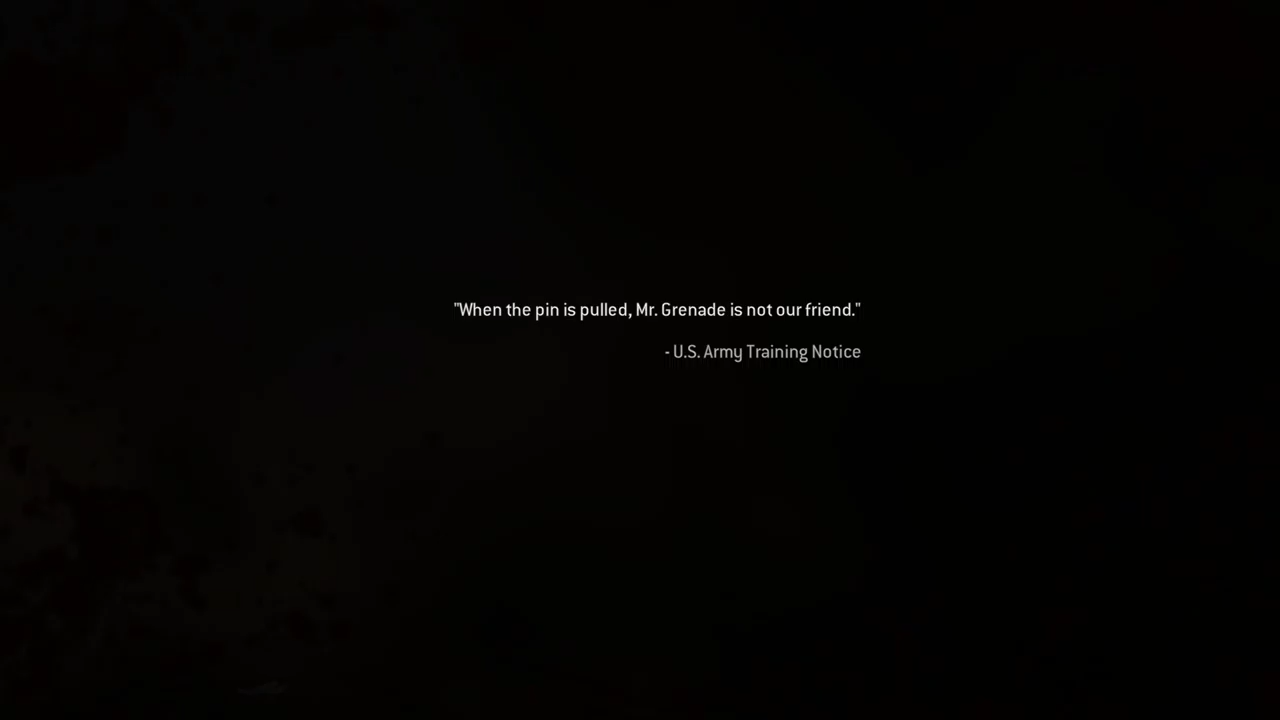 "When the pin is pulled, Mr. Grenade is not our friend."
- U.S. Army Training Notice